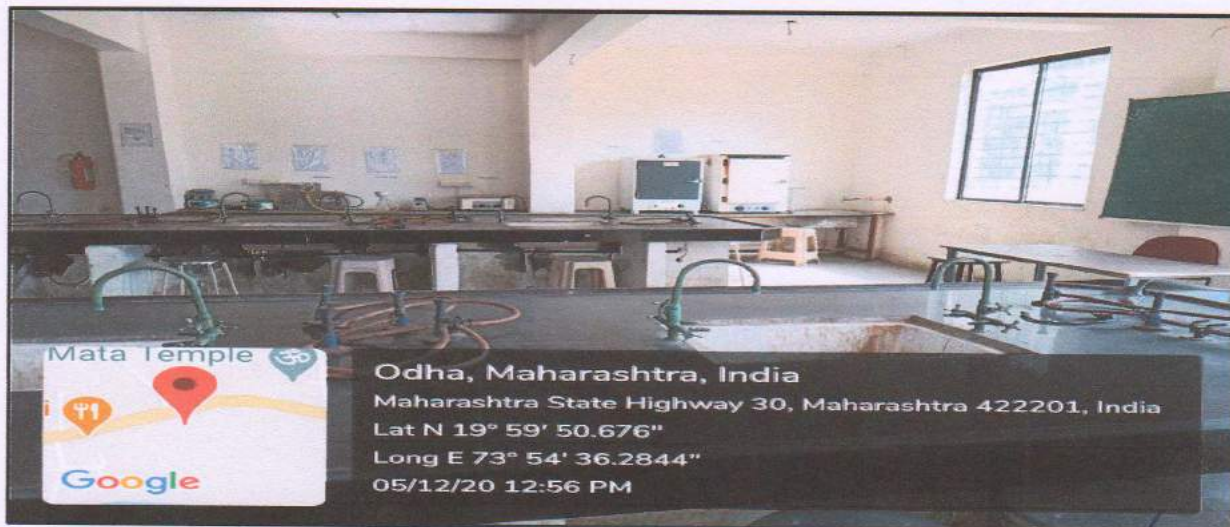 Mata Temple
i
Google
Odha, Maharashtra, India
Maharashtra State Highway 30, Maharashtra 422201, India
Lat N 19° 59' 50.676"
Long E 73° 54' 36.2844"
05/12/20 12:56 PM